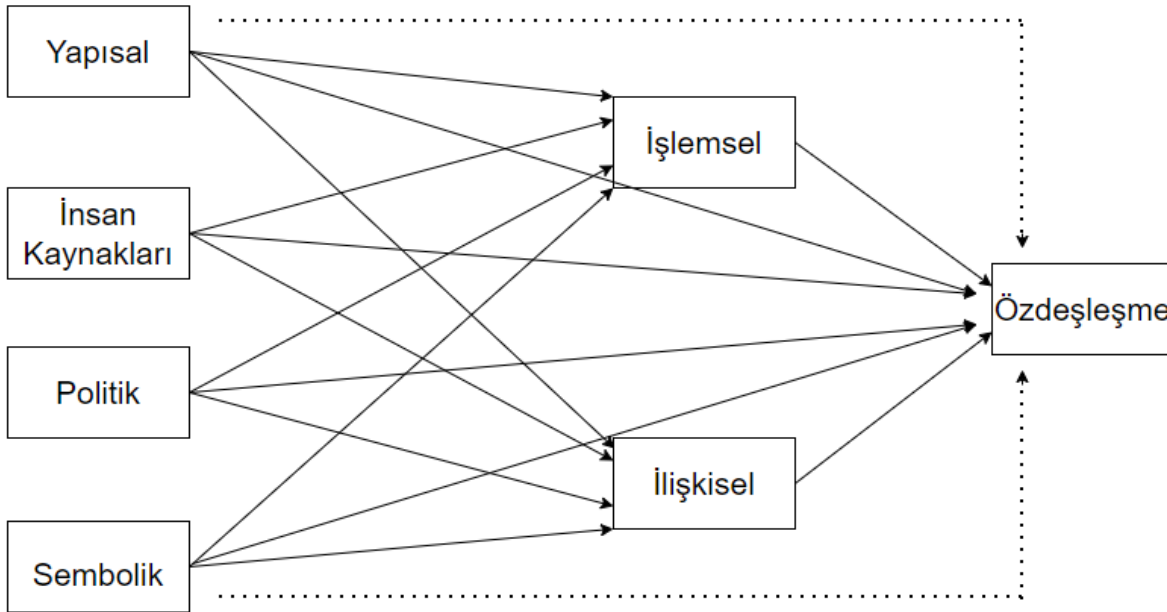 Yapısal
İşlemsel
İnsan
Kaynakları
Özdeşleşme
Politik
İlişkisel
Sembolik